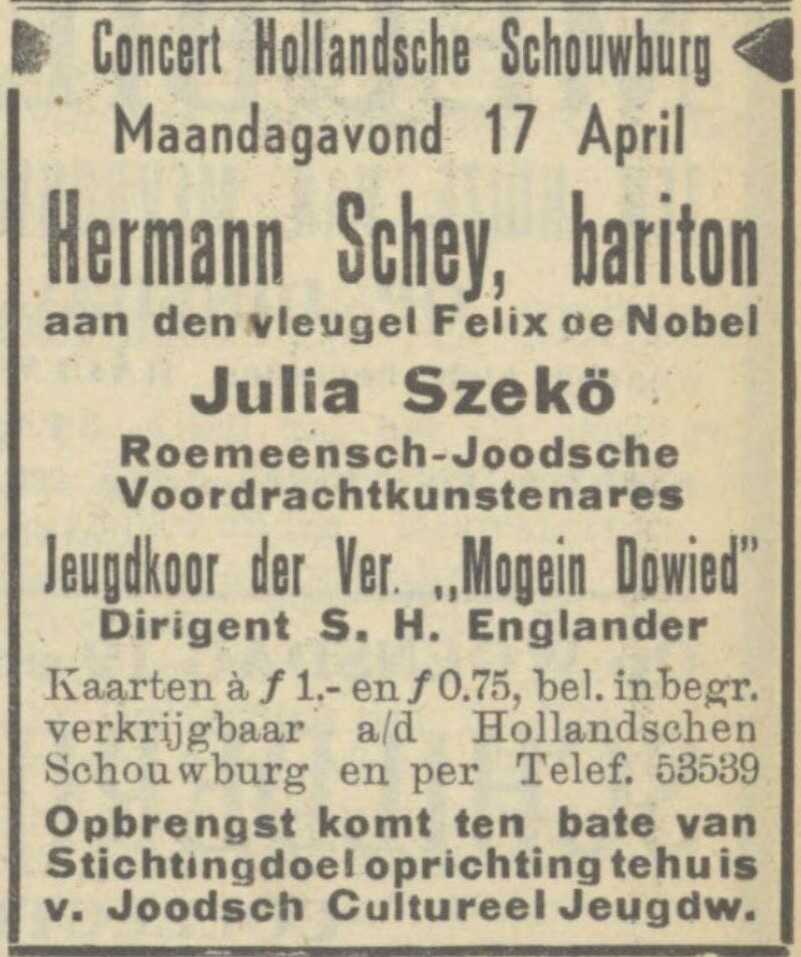 Concert Hollandsche Schouwburg
Maandagavond 17 April
Hermann Schey, bariton
aan den vleugel Felix de Nobel
Julia Szekö
Roemeensch-Joodsche
Voordrachtkunstenares
Jeugdkoor der Ver. „Mogein Dowied”
Dirigent S. H. Englander
Kaarten à f 1.- en f 0.75, bel. inbegr.
verkrijgbaar a/d Hollandschen
Schouwburg en per Telef. 53539
Opbrengst komt ten bate van
Stichtingdoel oprichting tehuis
v. Joodsch Cultureel Jeugdw.